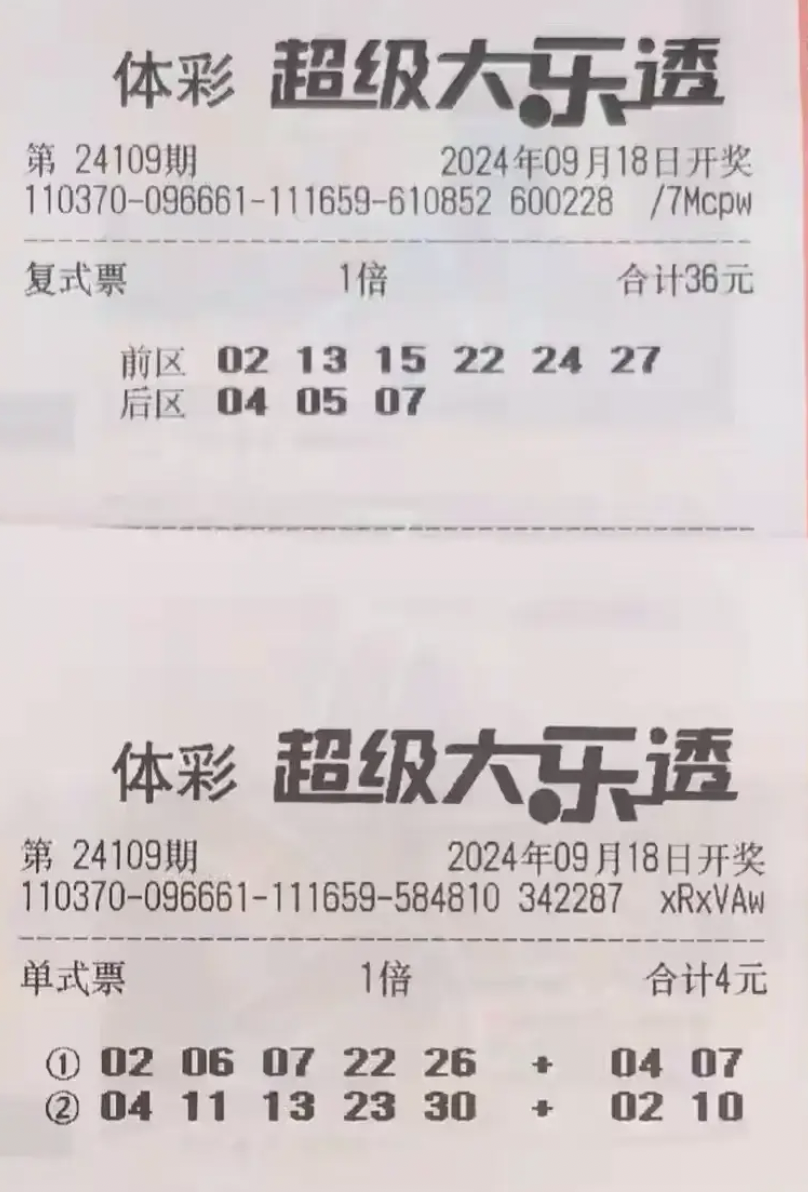 体彩 超级大乐透
第 24109期 2024年09月18日开奖
110370-096661-111659-610852 600228 /7Mcpw
复式票 1倍 合计36元
前区 02 13 15 22 24 27
后区 04 05 07
体彩 超级大乐透
第 24109期 2024年09月18日开奖
110370-096661-111659-584810 342287 xRxVAw
单式票 1倍 合计4元
① 02 06 07 22 26 + 04 07
② 04 11 13 23 30 + 02 10